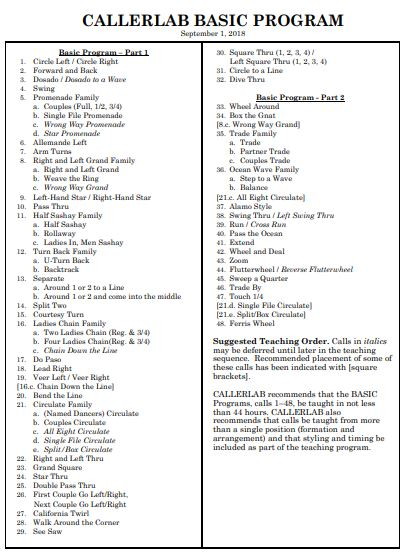 CALLERLAB BASIC PROGRAM
September 1, 2018
Basic Program – Part 1
1. Circle Left / Circle Right
2. Forward and Back
3. Dosado / Dosado to a Wave
4. Swing
5. Promenade Family
a. Couples (Full, 1/2, 3/4)
b. Single File Promenade
c. Wrong Way Promenade
d. Star Promenade
6. Allemande Left
7. Arm Turns
8. Right and Left Grand Family
a. Right and Left Grand
b. Weave the Ring
c. Wrong Way Grand
9. Left-Hand Star / Right-Hand Star
10. Pass Thru
11. Half Sashay Family
a. Half Sashay
b. Rollaway
c. Ladies In, Men Sashay
12. Turn Back Family
a. U-Turn Back
b. Backtrack
13. Separate
a. Around 1 or 2 to a Line
b. Around 1 or 2 and come into the middle
14. Split Two
15. Courtesy Turn
16. Ladies Chain Family
a. Two Ladies Chain (Reg. & 3/4)
b. Four Ladies Chain(Reg. & 3/4)
c. Chain Down the Line
17. Do Paso
18. Lead Right
19. Veer Left / Veer Right
[16.c. Chain Down the Line]
20. Bend the Line
21. Circulate Family
a. (Named Dancers) Circulate
b. Couples Circulate
c. All Eight Circulate
d. Single File Circulate
e. Split/Box Circulate
22. Right and Left Thru
23. Grand Square
24. Star Thru
25. Double Pass Thru
26. First Couple Go Left/Right,
Next Couple Go Left/Right
27. California Twirl
28. Walk Around the Corner
29. See Saw
30. Square Thru (1, 2, 3, 4) /
Left Square Thru (1, 2, 3, 4)
31. Circle to a Line
32. Dive Thru
Basic Program - Part 2
33. Wheel Around
34. Box the Gnat
[8.c. Wrong Way Grand]
35. Trade Family
a. Trade
b. Partner Trade
c. Couples Trade
36. Ocean Wave Family
a. Step to a Wave
b. Balance
[21.c. All Eight Circulate]
37. Alamo Style
38. Swing Thru / Left Swing Thru
39. Run / Cross Run
40. Pass the Ocean
41. Extend
42. Wheel and Deal
43. Zoom
44. Flutterwheel / Reverse Flutterwheel
45. Sweep a Quarter
46. Trade By
47. Touch 1/4
[21.d. Single File Circulate]
[21.e. Split/Box Circulate]
48. Ferris Wheel
Suggested Teaching Order. Calls in italics
may be deferred until later in the teaching
sequence. Recommended placement of some of
these calls has been indicated with [square
brackets].
CALLERLAB recommends that the BASIC
Programs, calls 1–48, be taught in not less
than 44 hours. CALLERLAB also
recommends that calls be taught from more
than a single position (formation and
arrangement) and that styling and timing be
included as part of the teaching program.